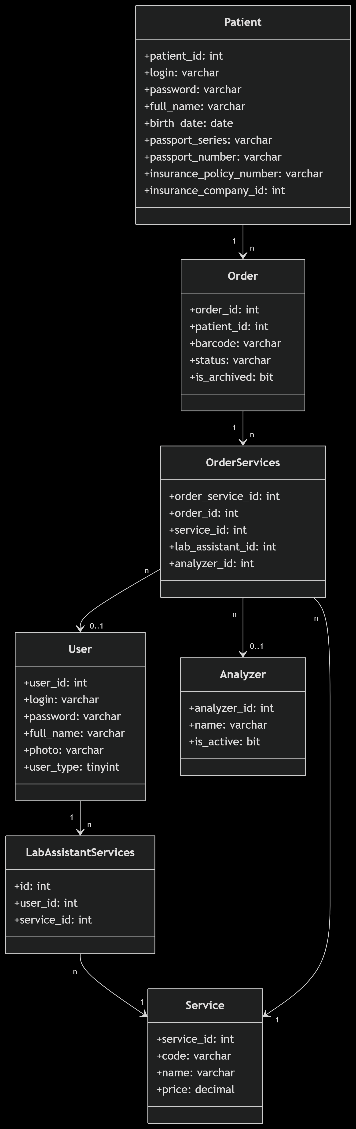 Patient
+patient_id: int
+login: varchar
+password: varchar
+full_name: varchar
+birth_date: date
+passport_series: varchar
+passport_number: varchar
+insurance_policy_number: varchar
+insurance_company_id: int
1
n
Order
+order_id: int
+patient_id: int
+barcode: varchar
+status: varchar
+is_archived: bit
1
n
OrderServices
+order_service_id: int
+order_id: int
+service_id: int
+lab_assistant_id: int
+analyzer_id: int
n
n
n
0..1
0..1
User
+user_id: int
+login: varchar
+password: varchar
+full_name: varchar
+photo: varchar
+user_type: tinyint
Analyzer
+analyzer_id: int
+name: varchar
+is_active: bit
1
n
LabAssistantServices
+id: int
+user_id: int
+service_id: int
n
1
1
Service
+service_id: int
+code: varchar
+name: varchar
+price: decimal